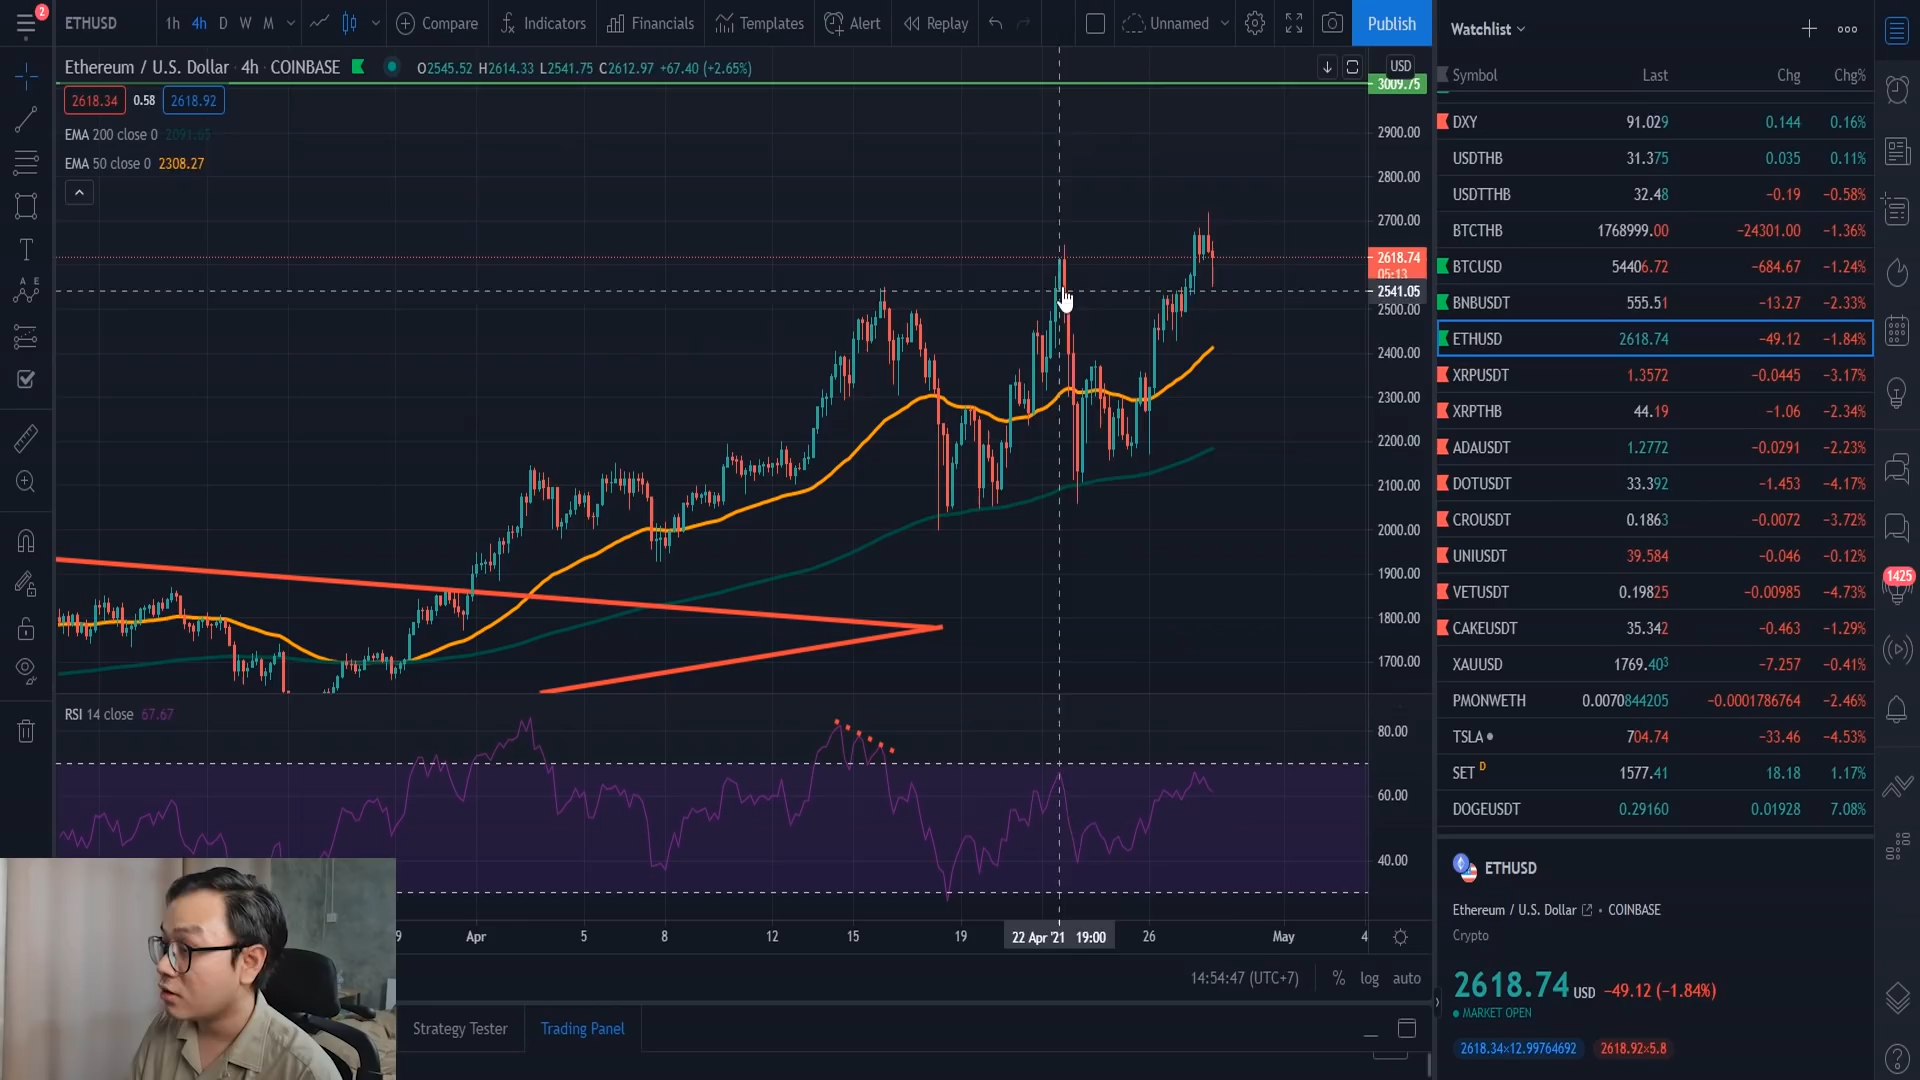 2
ETHUSD
1h 4h D W M
Compare
Indicators
Financials
Templates
Alert
Replay
Unnamed
Publish
Ethereum / U.S. Dollar · 4h · COINBASE
O2545.52 H2614.33 L2541.75 C2612.97 +67.40 (+2.65%)
2618.34 0.58 2618.92
EMA 200 close 0 2091.65
EMA 50 close 0 2308.27
USD
3009.75
2900.00
2800.00
2700.00
2618.74
05:13
2541.05
2500.00
2400.00
2300.00
2200.00
2100.00
2000.00
1900.00
1800.00
1700.00
RSI 14 close 67.67
80.00
60.00
40.00
9 Apr 5 8 12 15 19 22 Apr '21 19:00 26 May 4
14:54:47 (UTC+7) % log auto
Strategy Tester
Trading Panel
Watchlist
Symbol Last Chg Chg%
DXY 91.029 0.144 0.16%
USDTHB 31.375 0.035 0.11%
USDTTHB 32.48 −0.19 −0.58%
BTCTHB 1768999.00 −24301.00 −1.36%
BTCUSD 54406.72 −684.67 −1.24%
BNBUSDT 555.51 −13.27 −2.33%
ETHUSD 2618.74 −49.12 −1.84%
XRPUSDT 1.3572 −0.0445 −3.17%
XRPTHB 44.19 −1.06 −2.34%
ADAUSDT 1.2772 −0.0291 −2.23%
DOTUSDT 33.392 −1.453 −4.17%
CROUSDT 0.1863 −0.0072 −3.72%
UNIUSDT 39.584 −0.046 −0.12%
VETUSDT 0.19825 −0.00985 −4.73%
CAKEUSDT 35.342 −0.463 −1.29%
XAUUSD 1769.40³ −7.257 −0.41%
PMONWETH 0.0070844205 −0.0001786764 −2.46%
TSLA 704.74 −33.46 −4.53%
SET D 1577.41 18.18 1.17%
DOGEUSDT 0.29160 0.01928 7.08%
ETHUSD
Ethereum / U.S. Dollar • COINBASE
Crypto
2618.74 USD −49.12 (−1.84%)
MARKET OPEN
2618.34×12.99764692 2618.92×5.8
1425